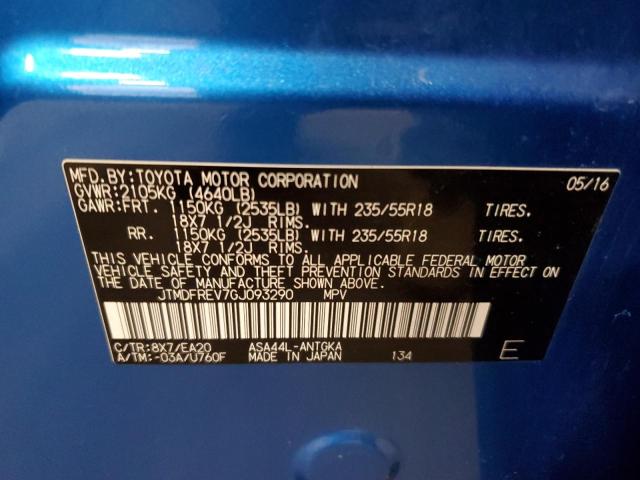 MFD. BY: TOYOTA MOTOR CORPORATION 05/16
GVWR: 2105KG (4640LB)
GAWR: FRT. 1150KG (2535LB) WITH 235/55R18 TIRES.
18X7 1/2J RIMS.
RR. 1150KG (2535LB) WITH 235/55R18 TIRES.
18X7 1/2J RIMS.
THIS VEHICLE CONFORMS TO ALL APPLICABLE FEDERAL MOTOR
VEHICLE SAFETY AND THEFT PREVENTION STANDARDS IN EFFECT ON
THE DATE OF MANUFACTURE SHOWN ABOVE.
JTMDFREV7GJ093290 MPV
C/TR: 8X7/EA20 ASA44L-ANTGKA
A/TM: -03A/U760F MADE IN JAPAN 134 E